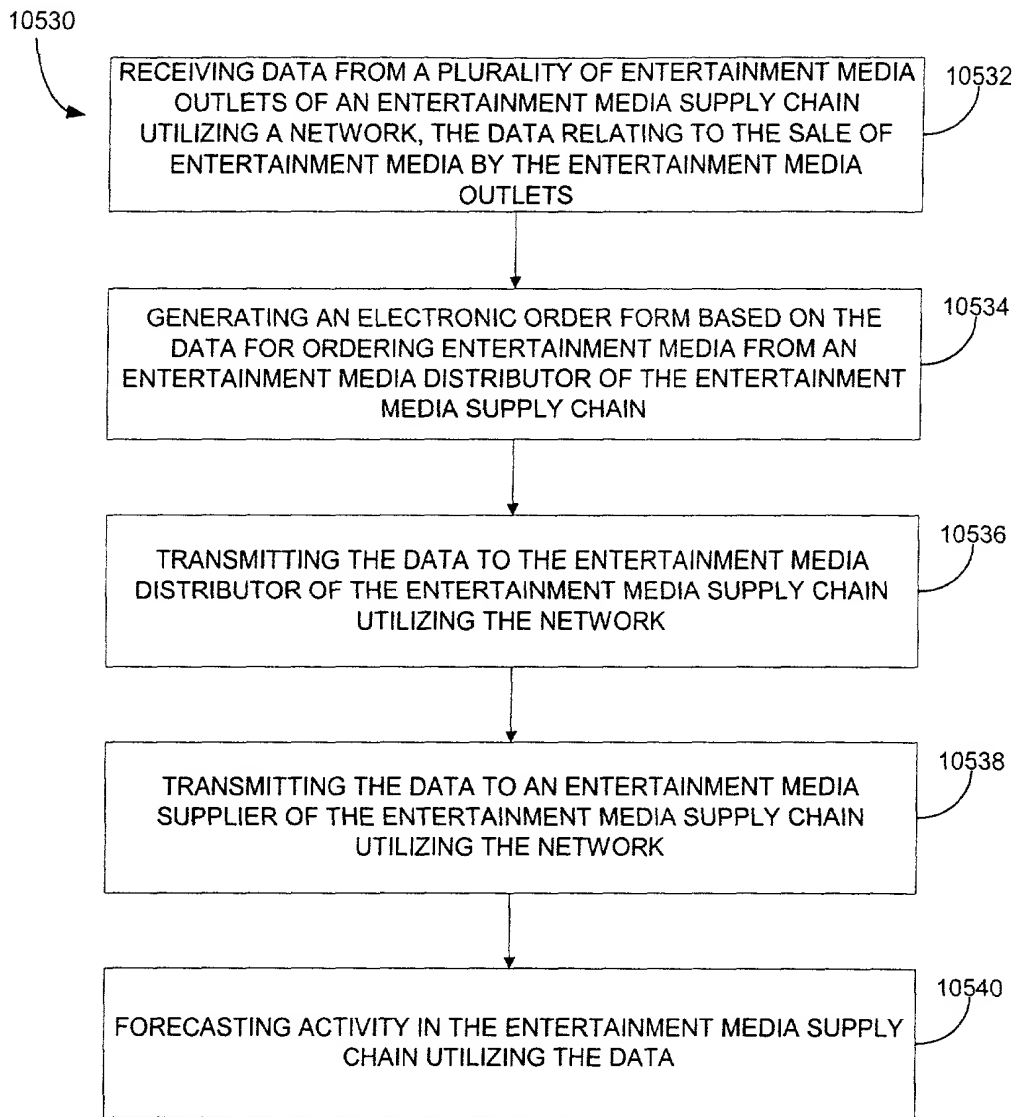 10530
RECEIVING DATA FROM A PLURALITY OF ENTERTAINMENT MEDIA
OUTLETS OF AN ENTERTAINMENT MEDIA SUPPLY CHAIN
UTILIZING A NETWORK, THE DATA RELATING TO THE SALE OF
ENTERTAINMENT MEDIA BY THE ENTERTAINMENT MEDIA
OUTLETS
10532
GENERATING AN ELECTRONIC ORDER FORM BASED ON THE
DATA FOR ORDERING ENTERTAINMENT MEDIA FROM AN
ENTERTAINMENT MEDIA DISTRIBUTOR OF THE ENTERTAINMENT
MEDIA SUPPLY CHAIN
10534
TRANSMITTING THE DATA TO THE ENTERTAINMENT MEDIA
DISTRIBUTOR OF THE ENTERTAINMENT MEDIA SUPPLY CHAIN
UTILIZING THE NETWORK
10536
TRANSMITTING THE DATA TO AN ENTERTAINMENT MEDIA
SUPPLIER OF THE ENTERTAINMENT MEDIA SUPPLY CHAIN
UTILIZING THE NETWORK
10538
FORECASTING ACTIVITY IN THE ENTERTAINMENT MEDIA SUPPLY
CHAIN UTILIZING THE DATA
10540